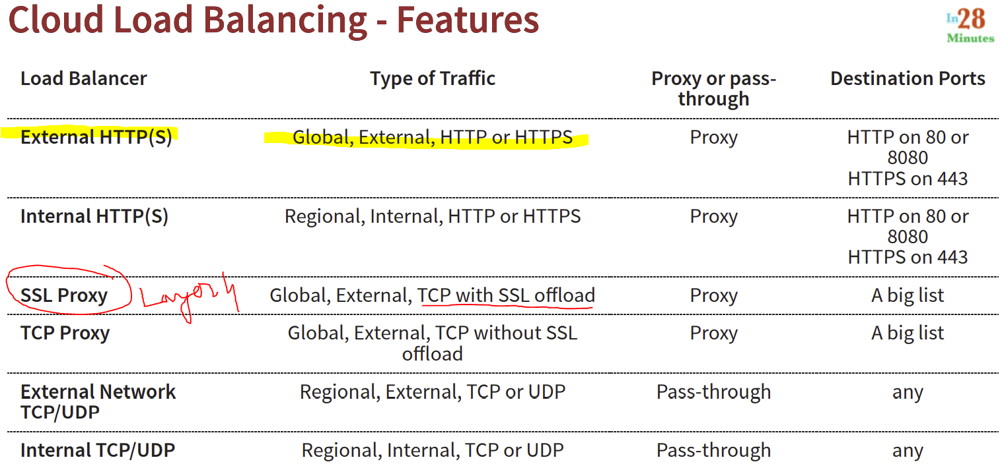 Cloud Load Balancing - Features
In28
Minutes
Load Balancer Type of Traffic Proxy or pass-through Destination Ports
External HTTP(S) Global, External, HTTP or HTTPS Proxy HTTP on 80 or
8080
HTTPS on 443
Internal HTTP(S) Regional, Internal, HTTP or HTTPS Proxy HTTP on 80 or
8080
HTTPS on 443
SSL Proxy Layer 4 Global, External, TCP with SSL offload Proxy A big list
TCP Proxy Global, External, TCP without SSL Proxy A big list
offload
External Network Regional, External, TCP or UDP Pass-through any
TCP/UDP
Internal TCP/UDP Regional, Internal, TCP or UDP Pass-through any